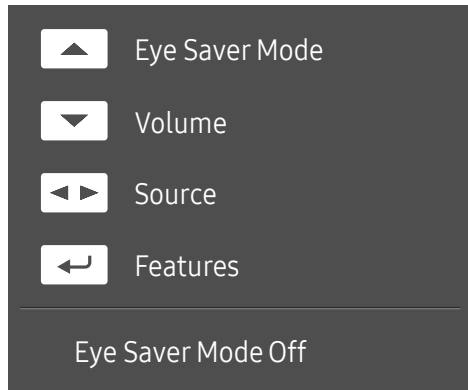 Eye Saver Mode
Volume
Source
Features
Eye Saver Mode Off